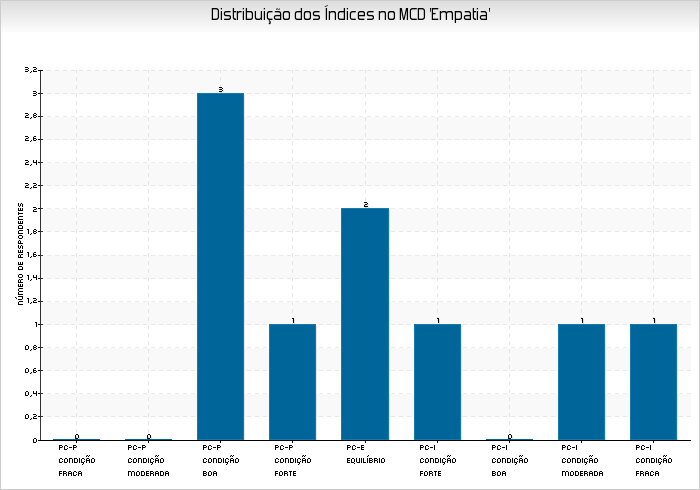 Distribuição dos Índices no MCD 'Empatia'
NÚMERO DE RESPONDENTES
3,2
3
2,8
2,6
2,4
2,2
2
1,8
1,6
1,4
1,2
1
0,8
0,6
0,4
0,2
0
0
0
3
1
2
1
0
1
1
PC-P
CONDIÇÃO
FRACA
PC-P
CONDIÇÃO
MODERADA
PC-P
CONDIÇÃO
BOA
PC-P
CONDIÇÃO
FORTE
PC-E
EQUILÍBRIO
PC-I
CONDIÇÃO
FORTE
PC-I
CONDIÇÃO
BOA
PC-I
CONDIÇÃO
MODERADA
PC-I
CONDIÇÃO
FRACA